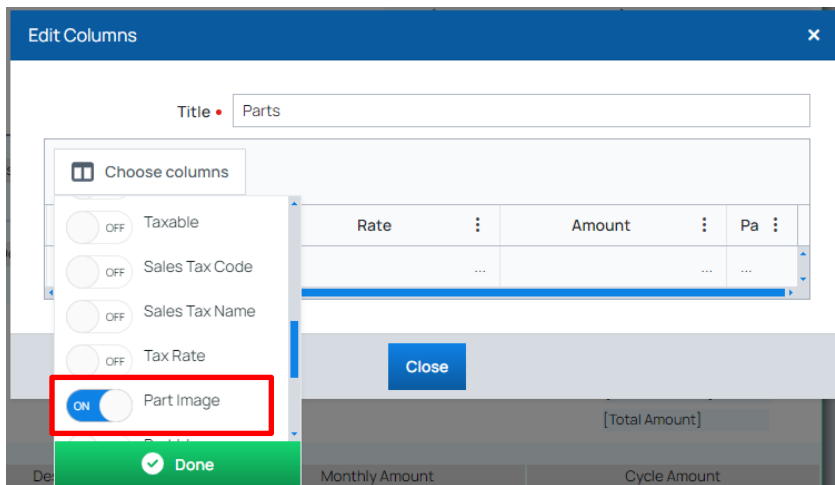 Edit Columns ×
Title • Parts
Choose columns
Rate Amount Pa
... ... ...
OFF Taxable
OFF Sales Tax Code
OFF Sales Tax Name
OFF Tax Rate
ON Part Image
Done
Close
[Total Amount]
Monthly Amount Cycle Amount